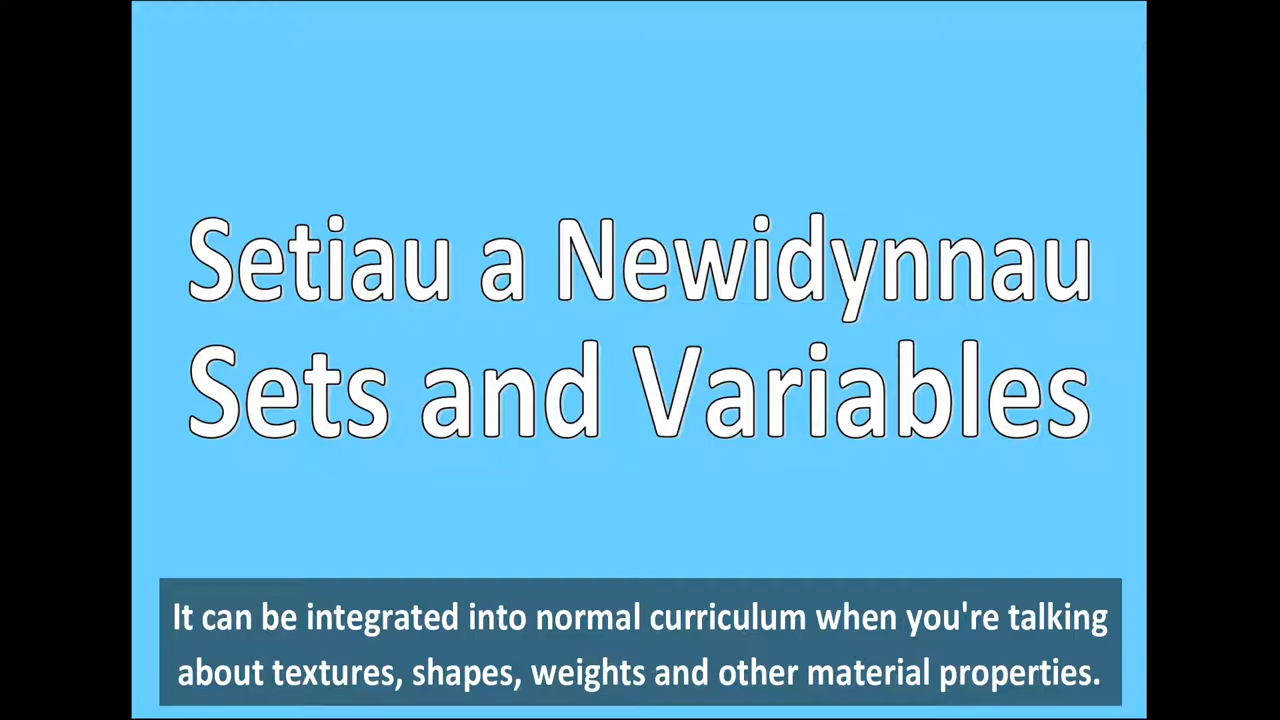 Setiau a Newidynnau
Sets and Variables
It can be integrated into normal curriculum when you're talking
about textures, shapes, weights and other material properties.